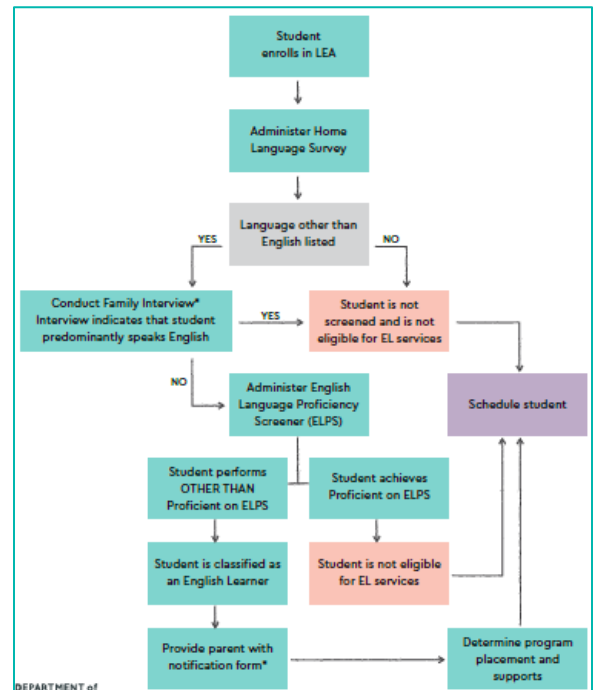 Student
enrolls in LEA
Administer Home
Language Survey
Language other than
English listed
YES
NO
Conduct Family Interview*
Interview indicates that student
predominantly speaks English
YES
Student is not
screened and is not
eligible for EL services
NO
Administer English
Language Proficiency
Screener (ELPS)
Schedule student
Student performs
OTHER THAN
Proficient on ELPS
Student achieves
Proficient on ELPS
Student is classified as
an English Learner
Student is not eligible
for EL services
Provide parent with
notification form*
Determine program
placement and
supports
DEPARTMENT of